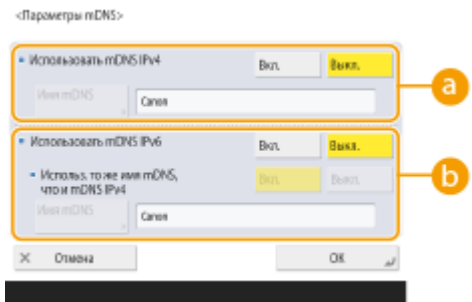 <Параметры mDNS>
Использовать mDNS IPv4
Вкл.
Выкл.
Имя mDNS
Canon
a
Использовать mDNS IPv6
Вкл.
Выкл.
Использ. то же имя mDNS,
что и mDNS IPv4
Вкл.
Выкл.
Имя mDNS
Canon
b
× Отмена
OK